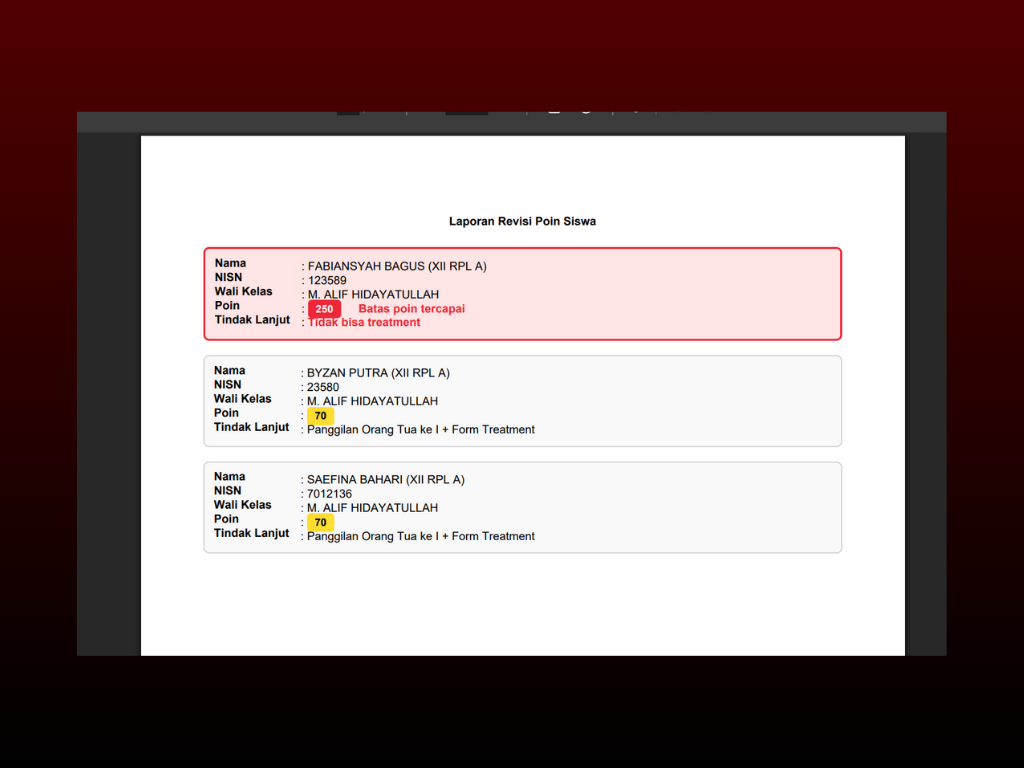 Laporan Revisi Poin Siswa
Nama : FABIANSYAH BAGUS (XII RPL A)
NISN : 123589
Wali Kelas : M. ALIF HIDAYATULLAH
Poin : 250 Batas poin tercapai
Tindak Lanjut : Tidak bisa treatment
Nama : BYZAN PUTRA (XII RPL A)
NISN : 23580
Wali Kelas : M. ALIF HIDAYATULLAH
Poin : 70
Tindak Lanjut : Panggilan Orang Tua ke I + Form Treatment
Nama : SAEFINA BAHARI (XII RPL A)
NISN : 7012136
Wali Kelas : M. ALIF HIDAYATULLAH
Poin : 70
Tindak Lanjut : Panggilan Orang Tua ke I + Form Treatment